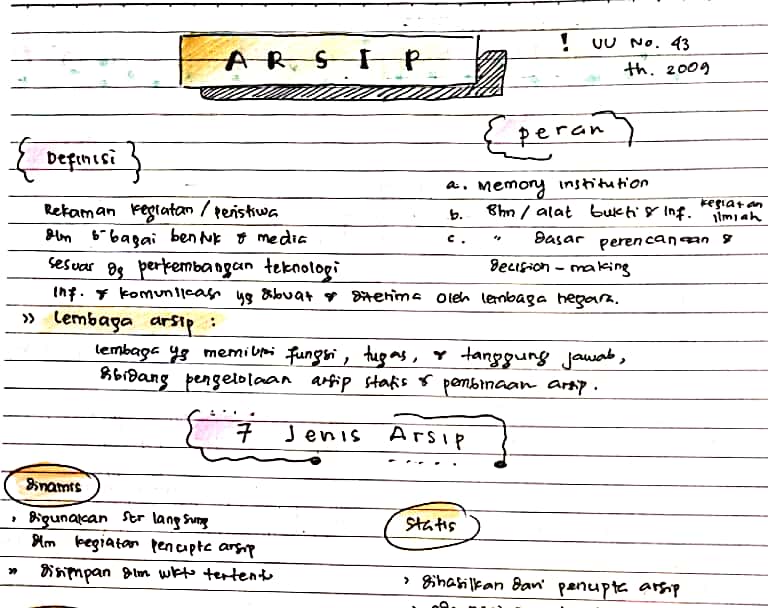 ARSIP
! UU No. 43
th. 2009
Definisi
Rekaman kegiatan / peristiwa
dlm b-bagai bentuk & media
sesuai dg perkembangan teknologi
Inf. & komunikasi yg dibuat & diterima oleh lembaga negara.
peran
a. Memory institution
b. Bhn / alat bukti & Inf. kegiatan ilmiah
c. " dasar perencanaan &
decision-making
>> Lembaga arsip :
lembaga yg memiliki fungsi, tugas, & tanggung jawab,
dibidang pengelolaan arsip statis & pembinaan arsip.
7 Jenis Arsip
Dinamis
> digunakan scr langsung
dlm kegiatan pencipta arsip
>> disimpan dlm wkt tertentu
Statis
> dihasilkan dari pencipta arsip